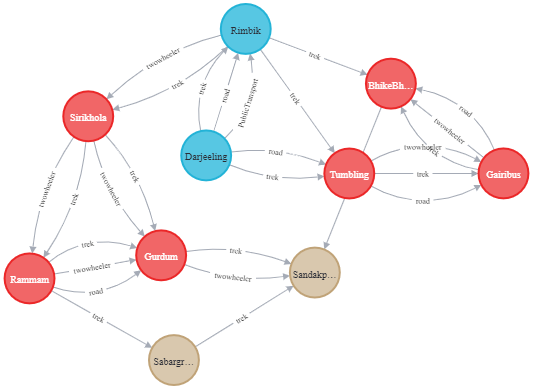 Rimbik
twowheeler
trek
trek
BhikeBh...
trek
road
PublicTransport
trek
trek
road
twowheeler
trek
Sirikhola
Darjeeling
road
trek
Tumbling
twowheeler
trek
road
Gairibus
twowheeler
trek
twowheeler
trek
Rammam
trek
twowheeler
road
Gurdum
trek
twowheeler
Sandakp...
trek
trek
Sabargr...